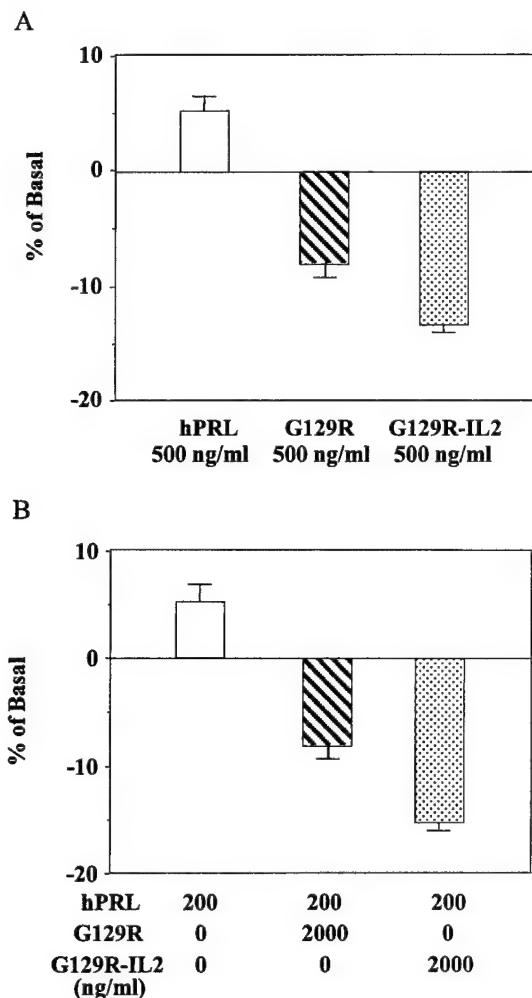 A
10
0
-10
-20
% of Basal
hPRL G129R G129R-IL2
500 ng/ml 500 ng/ml 500 ng/ml
B
10
0
-10
-20
% of Basal
hPRL 200 200 200
G129R 0 2000 0
G129R-IL2 0 0 2000
(ng/ml)